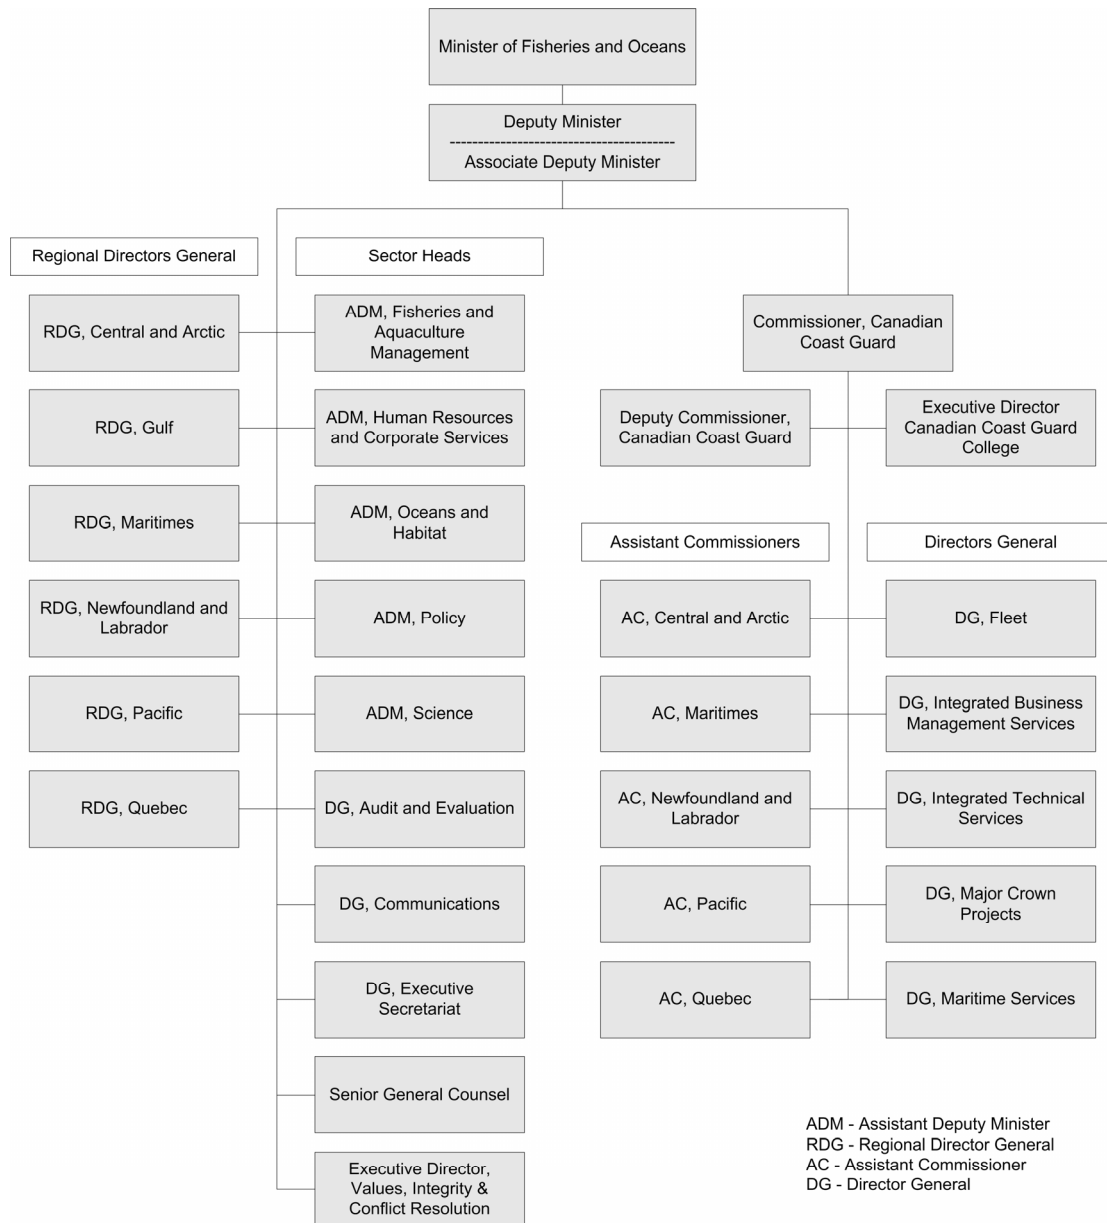 Minister of Fisheries and Oceans
Deputy Minister
----------------------------------------
Associate Deputy Minister
Regional Directors General
RDG, Central and Arctic
RDG, Gulf
RDG, Maritimes
RDG, Newfoundland and
Labrador
RDG, Pacific
RDG, Quebec
Sector Heads
ADM, Fisheries and
Aquaculture
Management
ADM, Human Resources
and Corporate Services
ADM, Oceans and
Habitat
ADM, Policy
ADM, Science
DG, Audit and Evaluation
DG, Communications
DG, Executive
Secretariat
Senior General Counsel
Executive Director,
Values, Integrity &
Conflict Resolution
Commissioner, Canadian
Coast Guard
Deputy Commissioner,
Canadian Coast Guard
Executive Director
Canadian Coast Guard
College
Assistant Commissioners
AC, Central and Arctic
AC, Maritimes
AC, Newfoundland and
Labrador
AC, Pacific
AC, Quebec
Directors General
DG, Fleet
DG, Integrated Business
Management Services
DG, Integrated Technical
Services
DG, Major Crown
Projects
DG, Maritime Services
ADM - Assistant Deputy Minister
RDG - Regional Director General
AC - Assistant Commissioner
DG - Director General